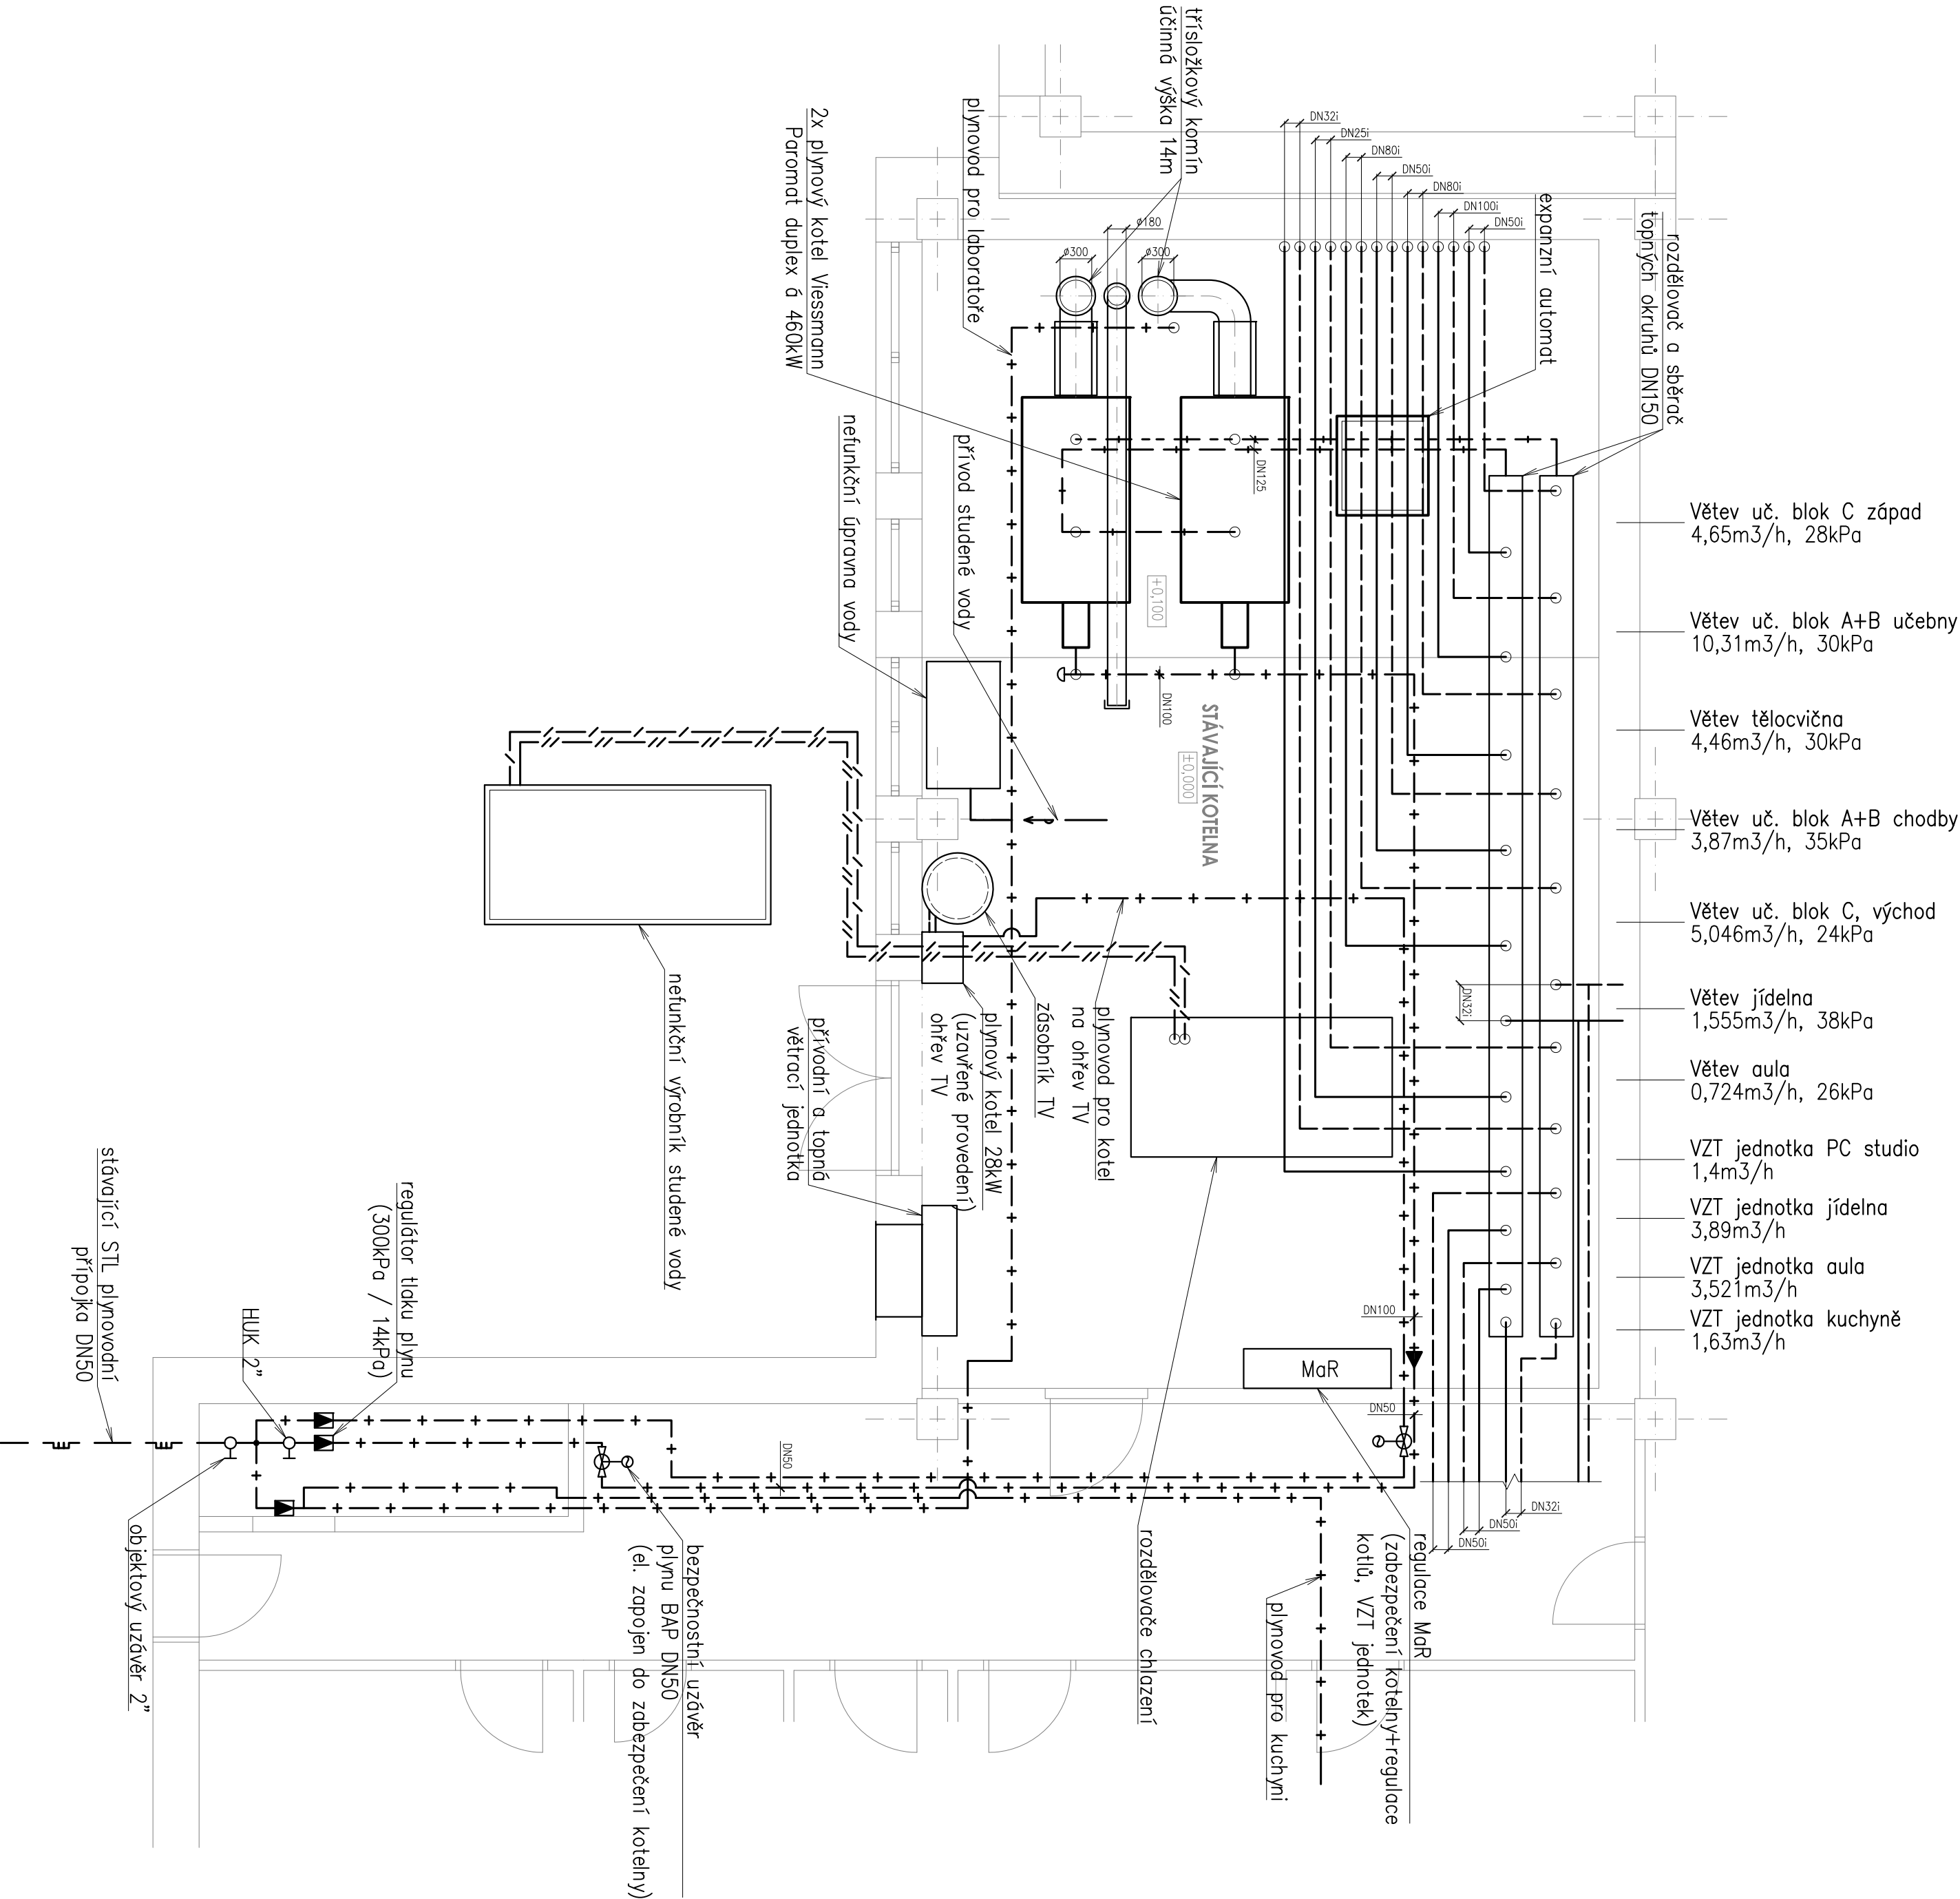 třísložkový komín
účinná výška 14m
plynovod pro laboratoře
2x plynový kotel Viessmann
Paromat duplex á 460kW
DN32i
DN25i
DN80i
DN50i
DN80i
DN100i
DN50i
ø180
ø300
ø300
expanzní automat
rozdělovač a sběrač
topných okruhů DN150
přívod studené vody
nefunkční úpravna vody
DN125
+0,100
DN100
STÁVAJÍCÍ KOTELNA
±0,000
Větev uč. blok C západ
4,65m3/h, 28kPa
Větev uč. blok A+B učebny
10,31m3/h, 30kPa
Větev tělocvična
4,46m3/h, 30kPa
Větev uč. blok A+B chodby
3,87m3/h, 35kPa
Větev uč. blok C, východ
5,046m3/h, 24kPa
Větev jídelna
1,555m3/h, 38kPa
Větev aula
0,724m3/h, 26kPa
VZT jednotka PC studio
1,4m3/h
VZT jednotka jídelna
3,89m3/h
VZT jednotka aula
3,521m3/h
VZT jednotka kuchyně
1,63m3/h
DN32i
plynovod pro kotel
na ohřev TV
zásobník TV
plynový kotel 28kW
(uzavřené provedení)
ohřev TV
přívodní a topná
větrací jednotka
nefunkční výrobník studené vody
regulátor tlaku plynu
(300kPa / 14kPa)
HUK 2"
stávající STL plynovodní
přípojka DN50
objektový uzávěr 2"
DN100
MaR
DN50
DN50
DN32i
DN50i
DN50i
bezpečnostní uzávěr
plynu BAP DN50
(el. zapojen do zabezpečení kotelny)
rozdělovače chlazení
regulace MaR
(zabezpečení kotelny+regulace
kotlů, VZT jednotek)
plynovod pro kuchyni